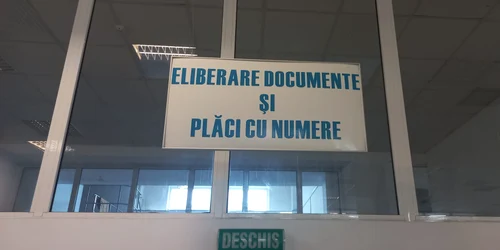 ELIBERARE DOCUMENTE
ȘI
PLĂCI CU NUMERE
DESCHIS